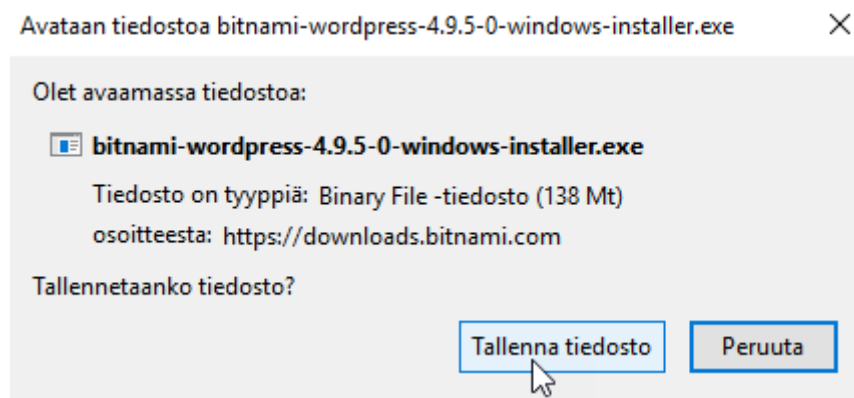 Avataan tiedostoa bitnami-wordpress-4.9.5-0-windows-installer.exe
Olet avaamassa tiedostoa:
bitnami-wordpress-4.9.5-0-windows-installer.exe
Tiedosto on tyyppiä: Binary File -tiedosto (138 Mt)
osoitteesta: https://downloads.bitnami.com
Tallennetaanko tiedosto?
Tallenna tiedosto Peruuta